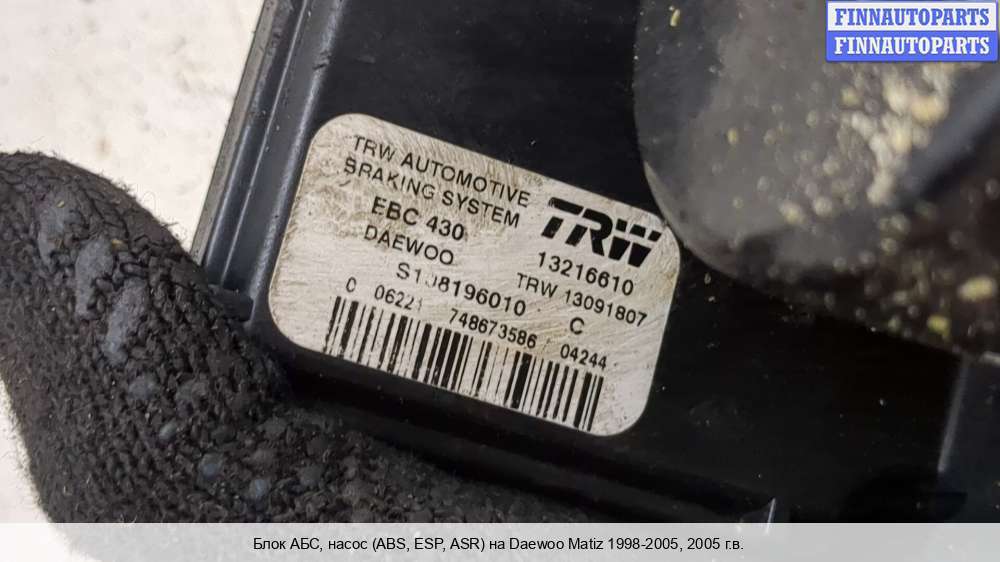 FINNAUTOPARTS
FINNAUTOPARTS
TRW AUTOMOTIVE
BRAKING SYSTEM
TRW
EBC 430
13216610
DAEWOO
TRW 13091807
C
C 06221 748673586 04244
Блок АБС, насос (ABS, ESP, ASR) на Daewoo Matiz 1998-2005, 2005 г.в.